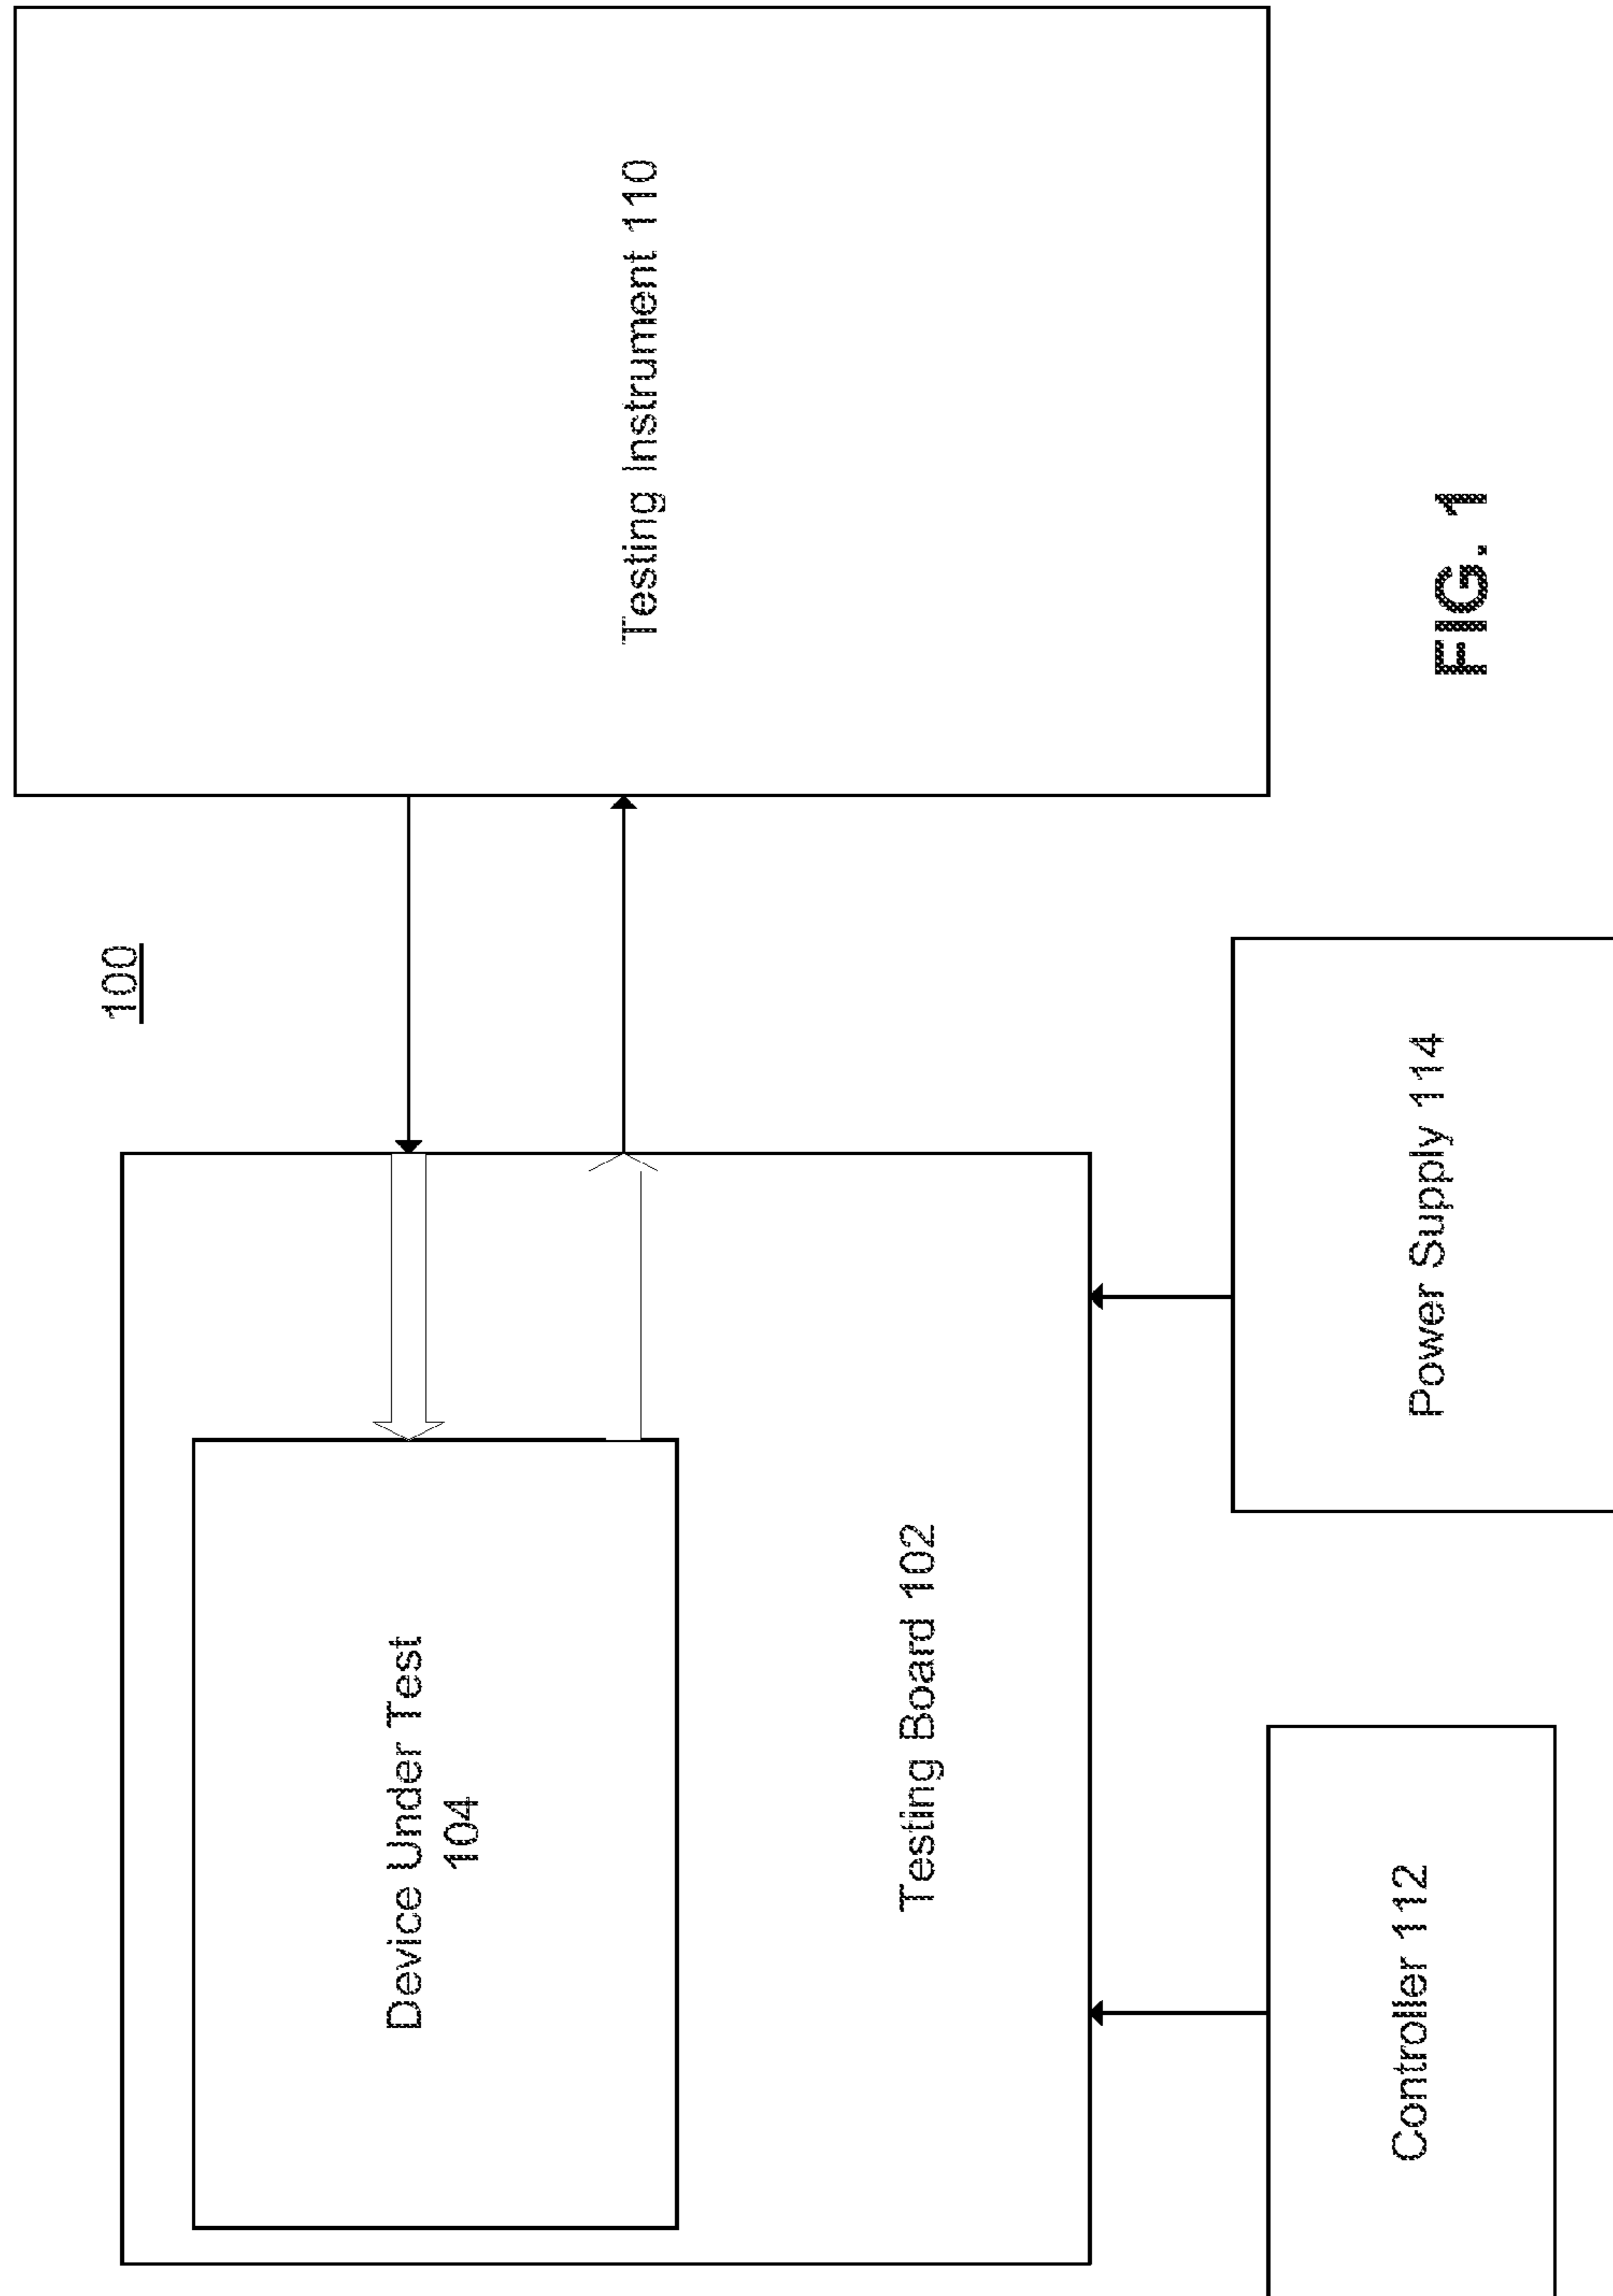 100
Device Under Test
104
Testing Board 102
Testing Instrument 110
Controller 112
Power Supply 114
FIG. 1